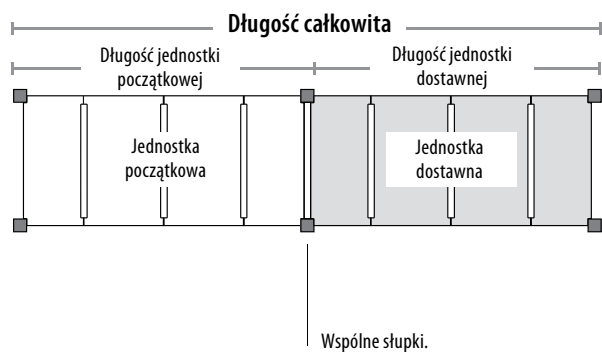 Długość całkowita
Długość jednostki
początkowej
Długość jednostki
dostawnej
Jednostka
początkowa
Jednostka
dostawna
Wspólne słupki.